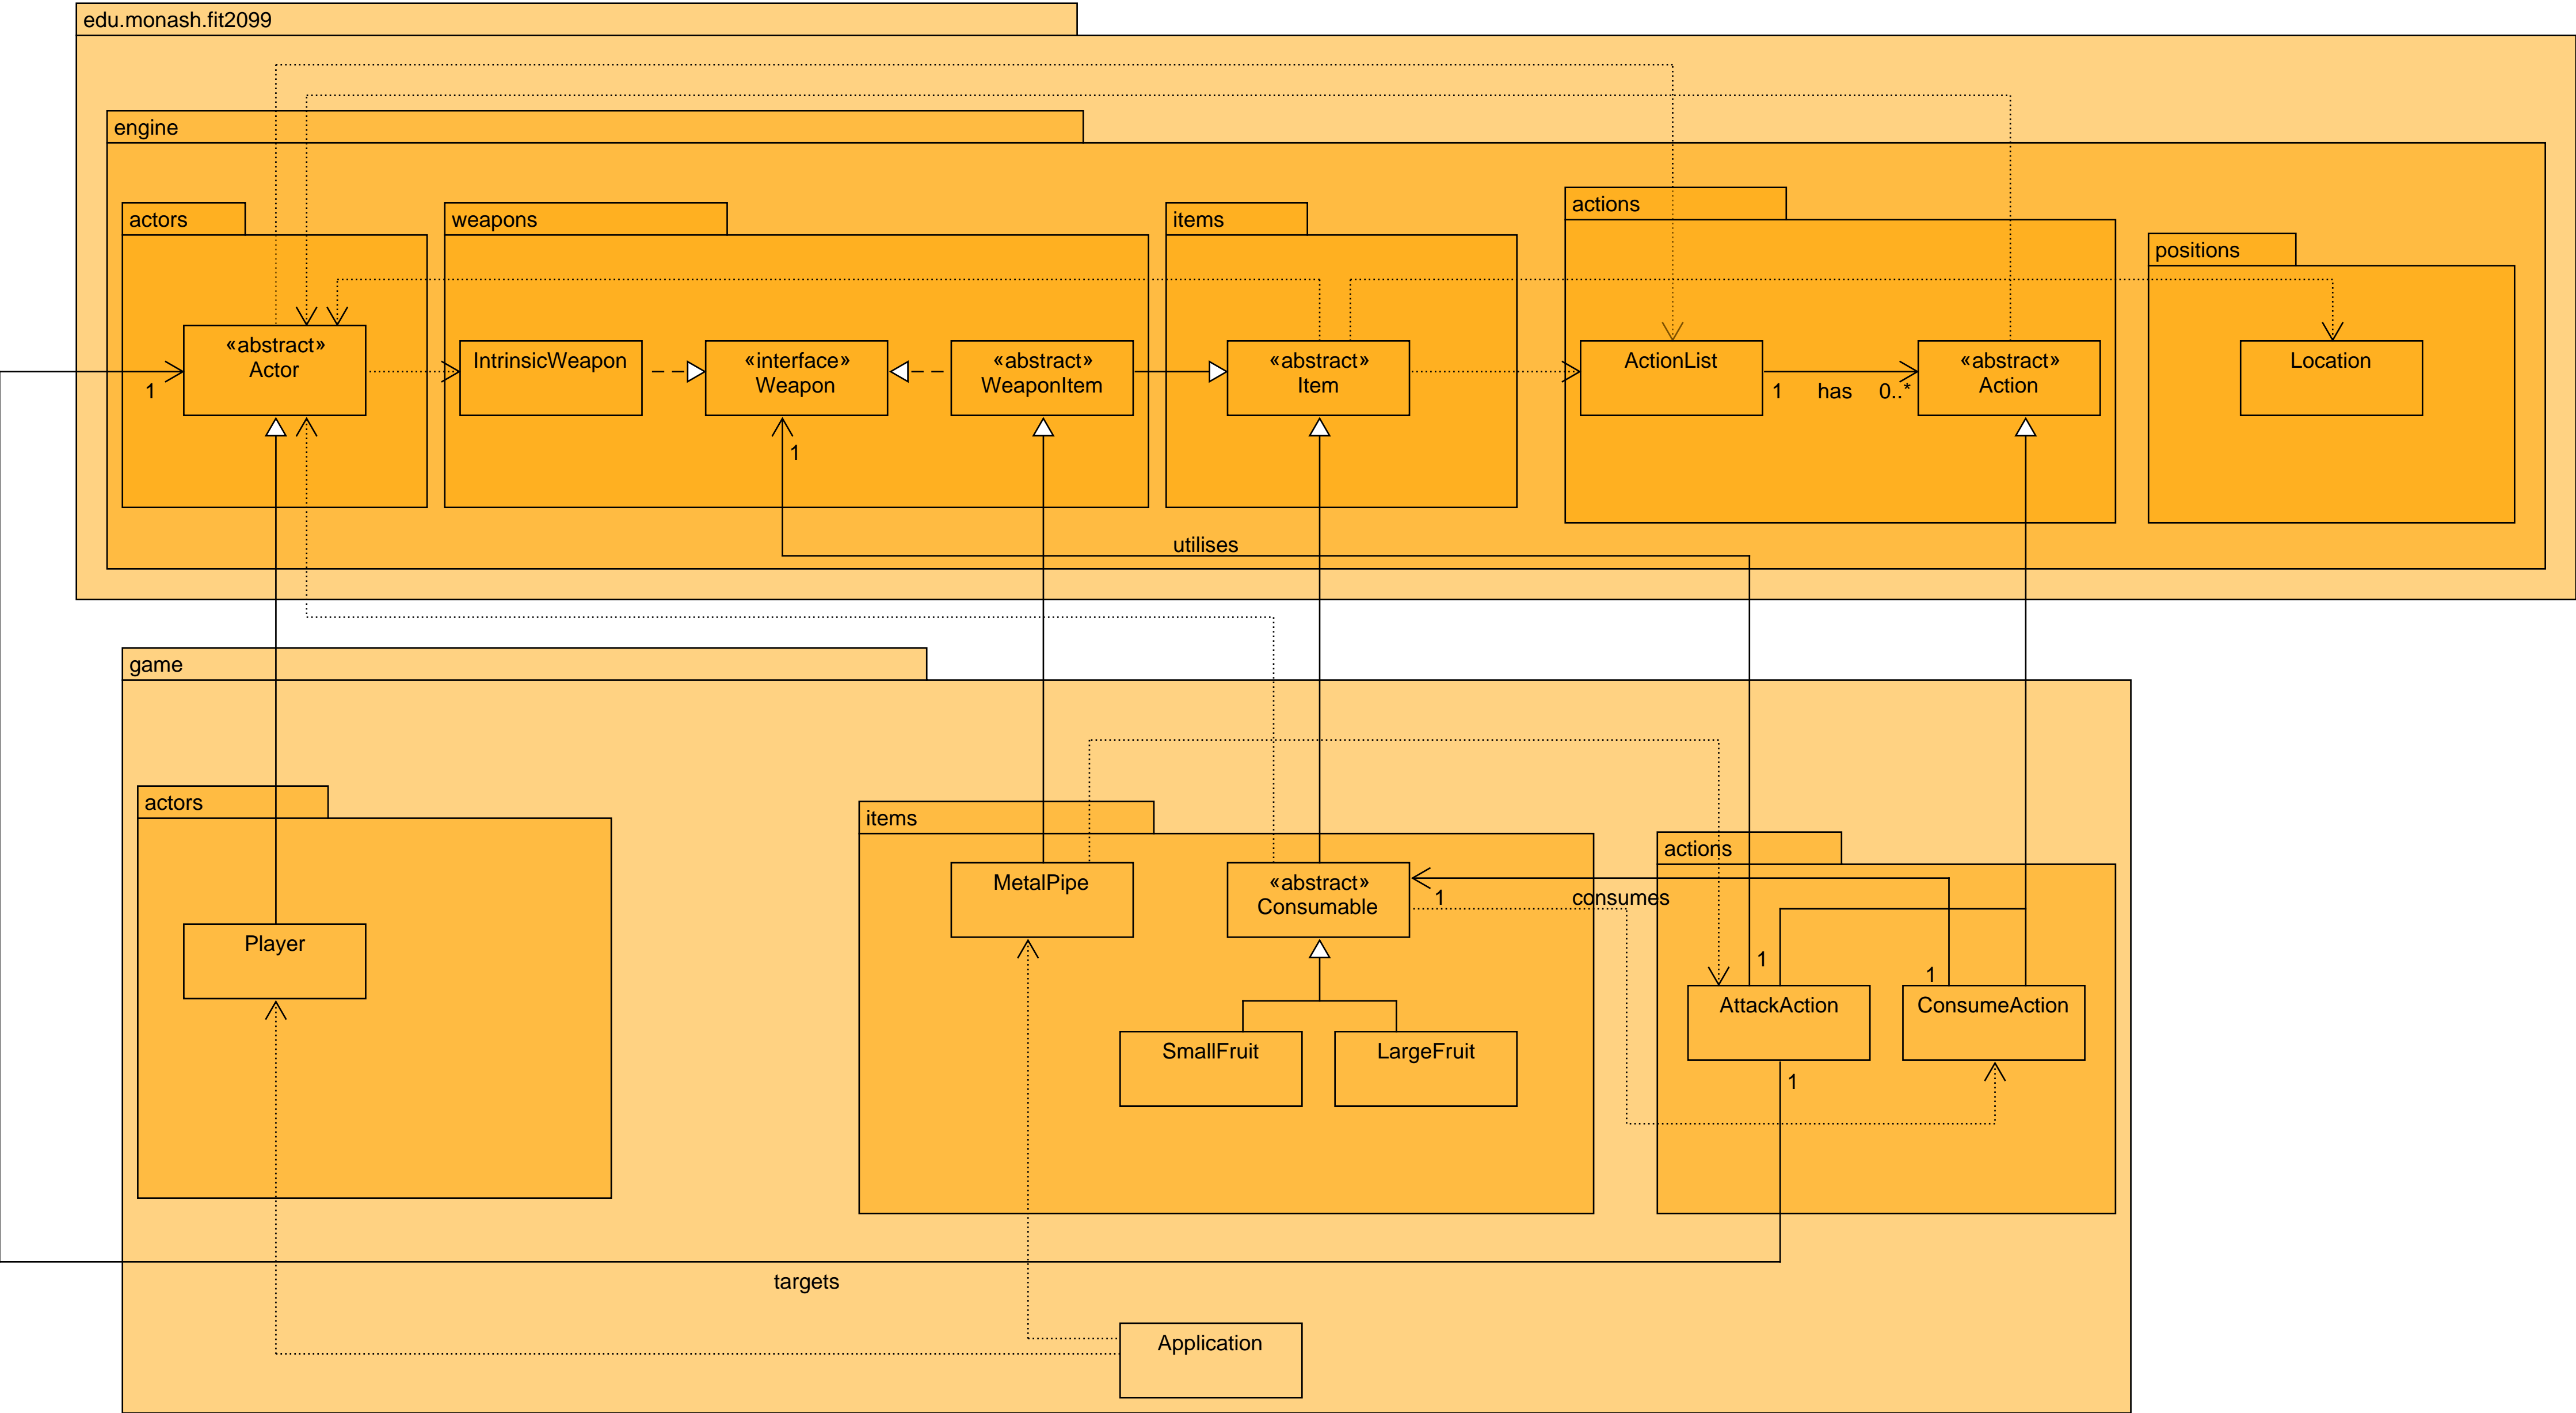 edu.monash.fit2099
engine
actors
weapons
items
actions
positions
«abstract»
Actor
IntrinsicWeapon
«interface»
Weapon
«abstract»
WeaponItem
«abstract»
Item
ActionList
«abstract»
Action
Location
1
1 has 0..*
1
utilises
game
actors
items
actions
MetalPipe
«abstract»
Consumable
1
consumes
Player
1
1
AttackAction
ConsumeAction
SmallFruit
LargeFruit
1
targets
Application